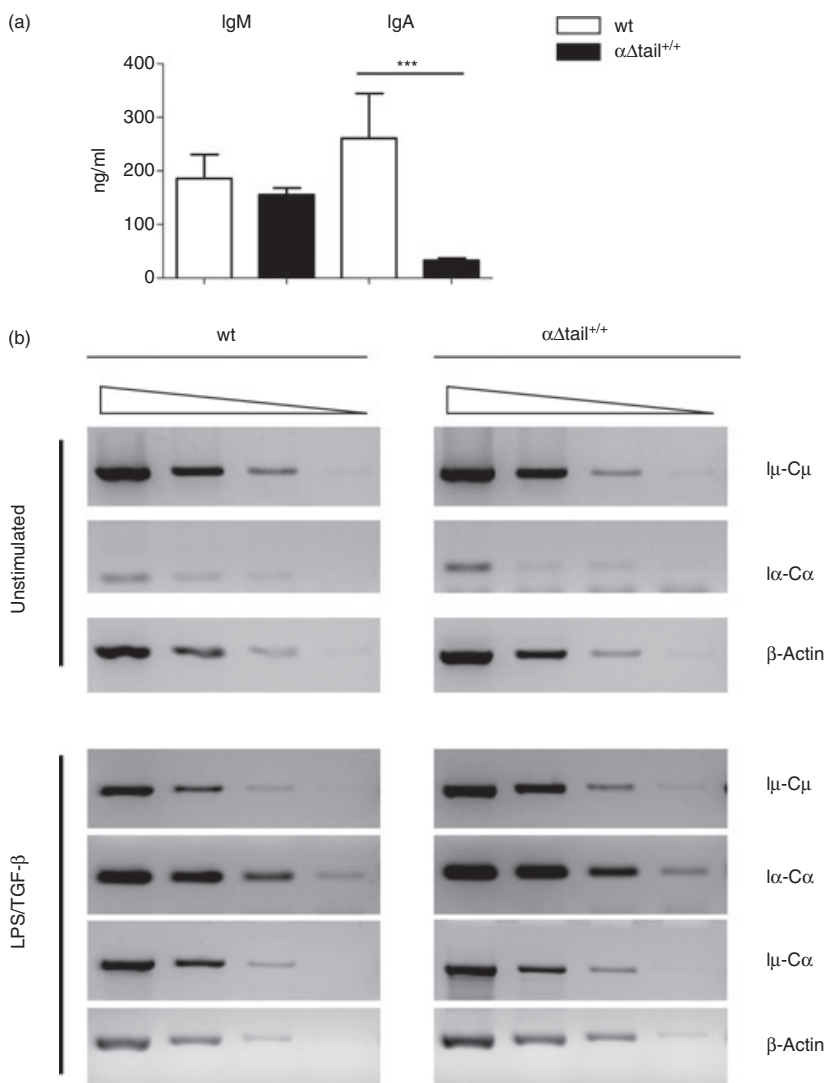 (a)
IgM IgA
wt
αΔtail+/+
***
400
300
200
100
0
ng/ml
(b)
wt αΔtail+/+
Unstimulated
Iμ-Cμ
Iα-Cα
β-Actin
LPS/TGF-β
Iμ-Cμ
Iα-Cα
Iμ-Cα
β-Actin